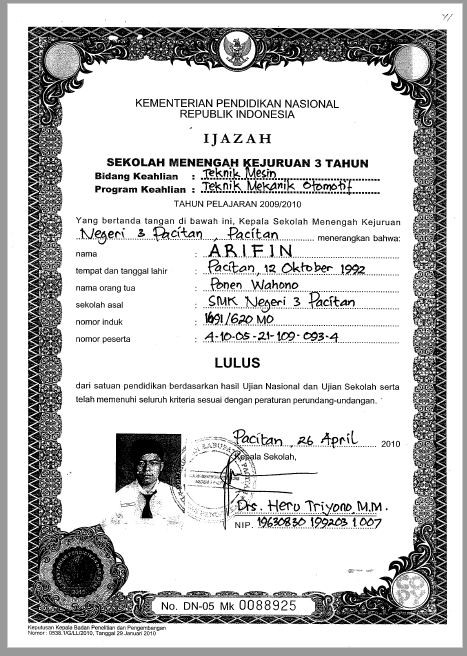 41
KEMENTERIAN PENDIDIKAN NASIONAL
REPUBLIK INDONESIA
IJAZAH
SEKOLAH MENENGAH KEJURUAN 3 TAHUN
Bidang Keahlian : Teknik Mesin
Program Keahlian : Teknik Mekanik Otomotif
TAHUN PELAJARAN 2009/2010
Yang bertanda tangan di bawah ini, Kepala Sekolah Menengah Kejuruan
Negeri 3 Pacitan , Pacitan menerangkan bahwa:
nama : ARIFIN
tempat dan tanggal lahir : Pacitan, 12 Oktober 1992
nama orang tua : Ponen Wahono
sekolah asal : SMK Negeri 3 Pacitan
nomor induk : 1691/620 MO
nomor peserta : 4-10-05-21-109-093-4
LULUS
dari satuan pendidikan berdasarkan hasil Ujian Nasional dan Ujian Sekolah serta
telah memenuhi seluruh kriteria sesuai dengan peraturan perundang-undangan.
Pacitan, 26 April 2010
Kepala Sekolah,
Drs. Heru Triyono, M.M.
NIP. 19630830 199203 1 007
No. DN-05 Mk 0088925
Keputusan Kepala Badan Penelitian dan Pengembangan
Nomor : 0538.1/G/LL/2010, Tanggal 29 Januari 2010